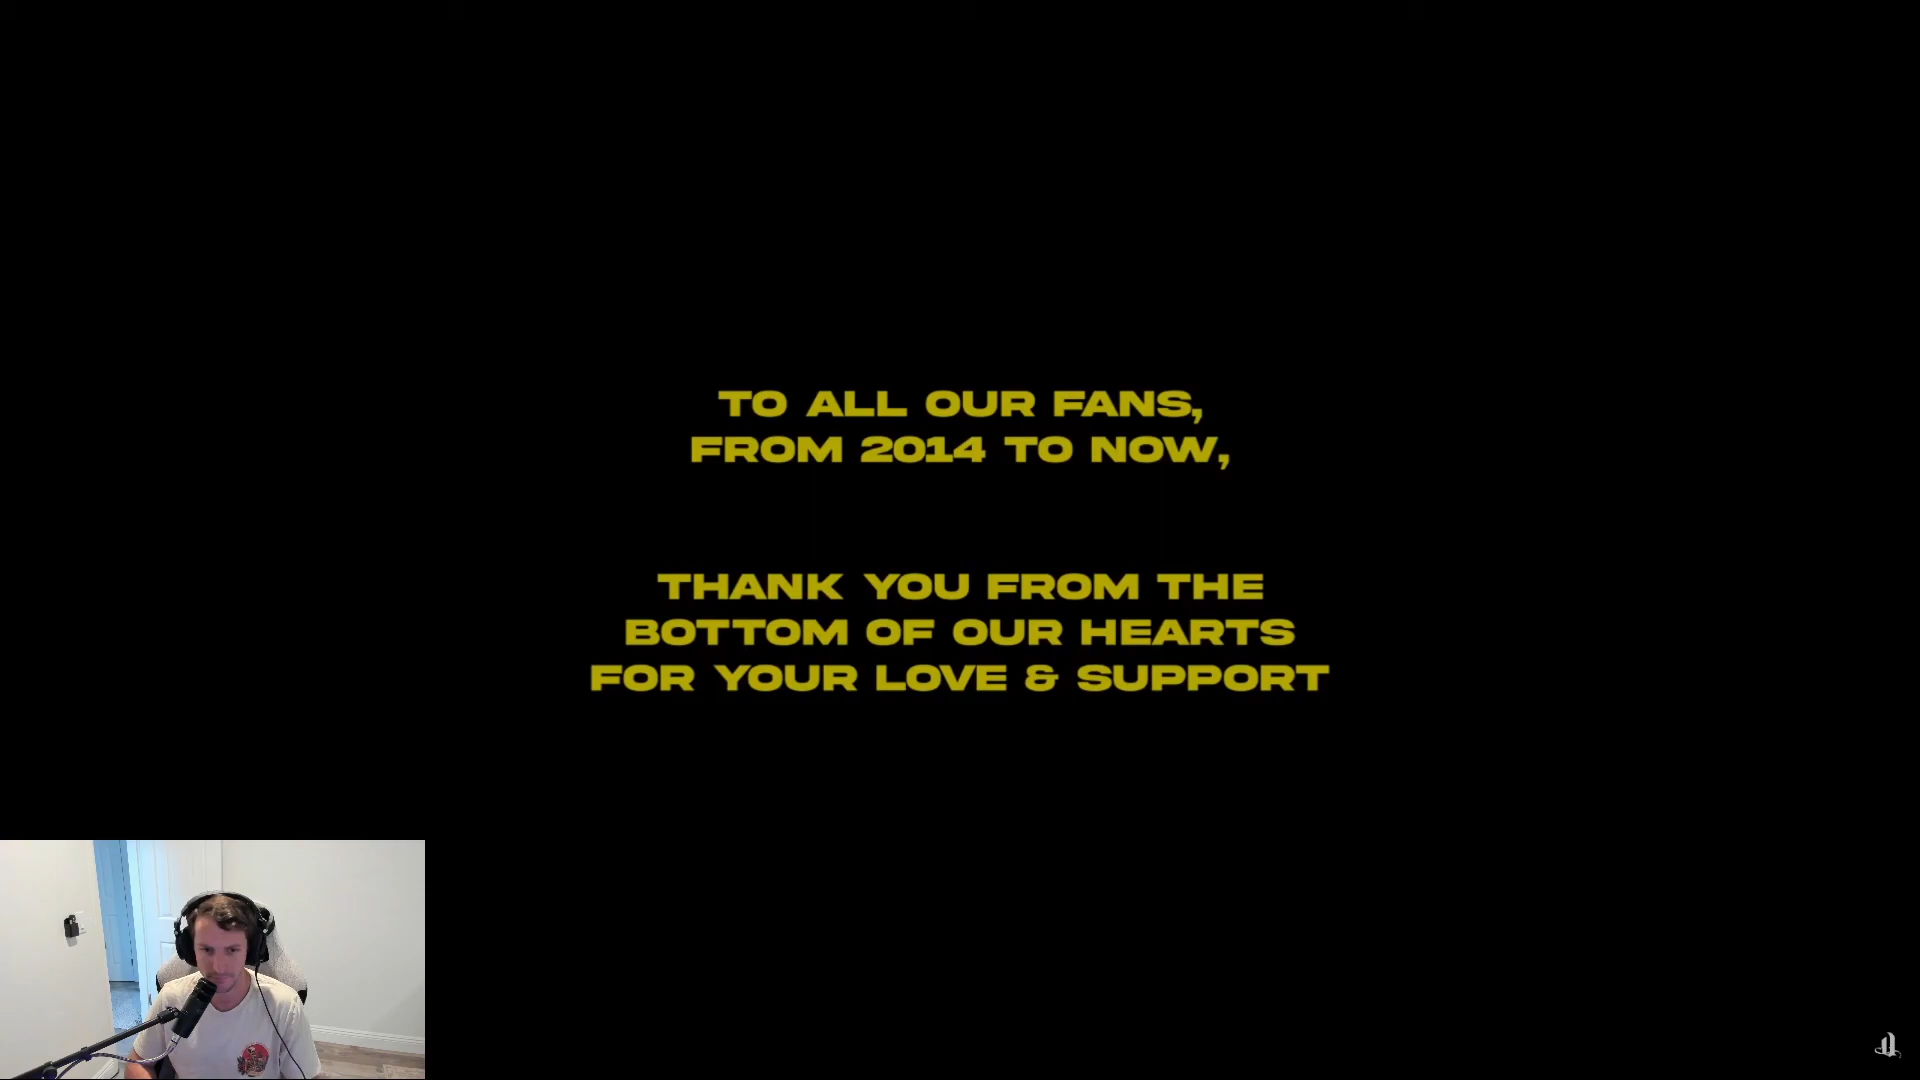 TO ALL OUR FANS,
FROM 2014 TO NOW,
THANK YOU FROM THE
BOTTOM OF OUR HEARTS
FOR YOUR LOVE & SUPPORT